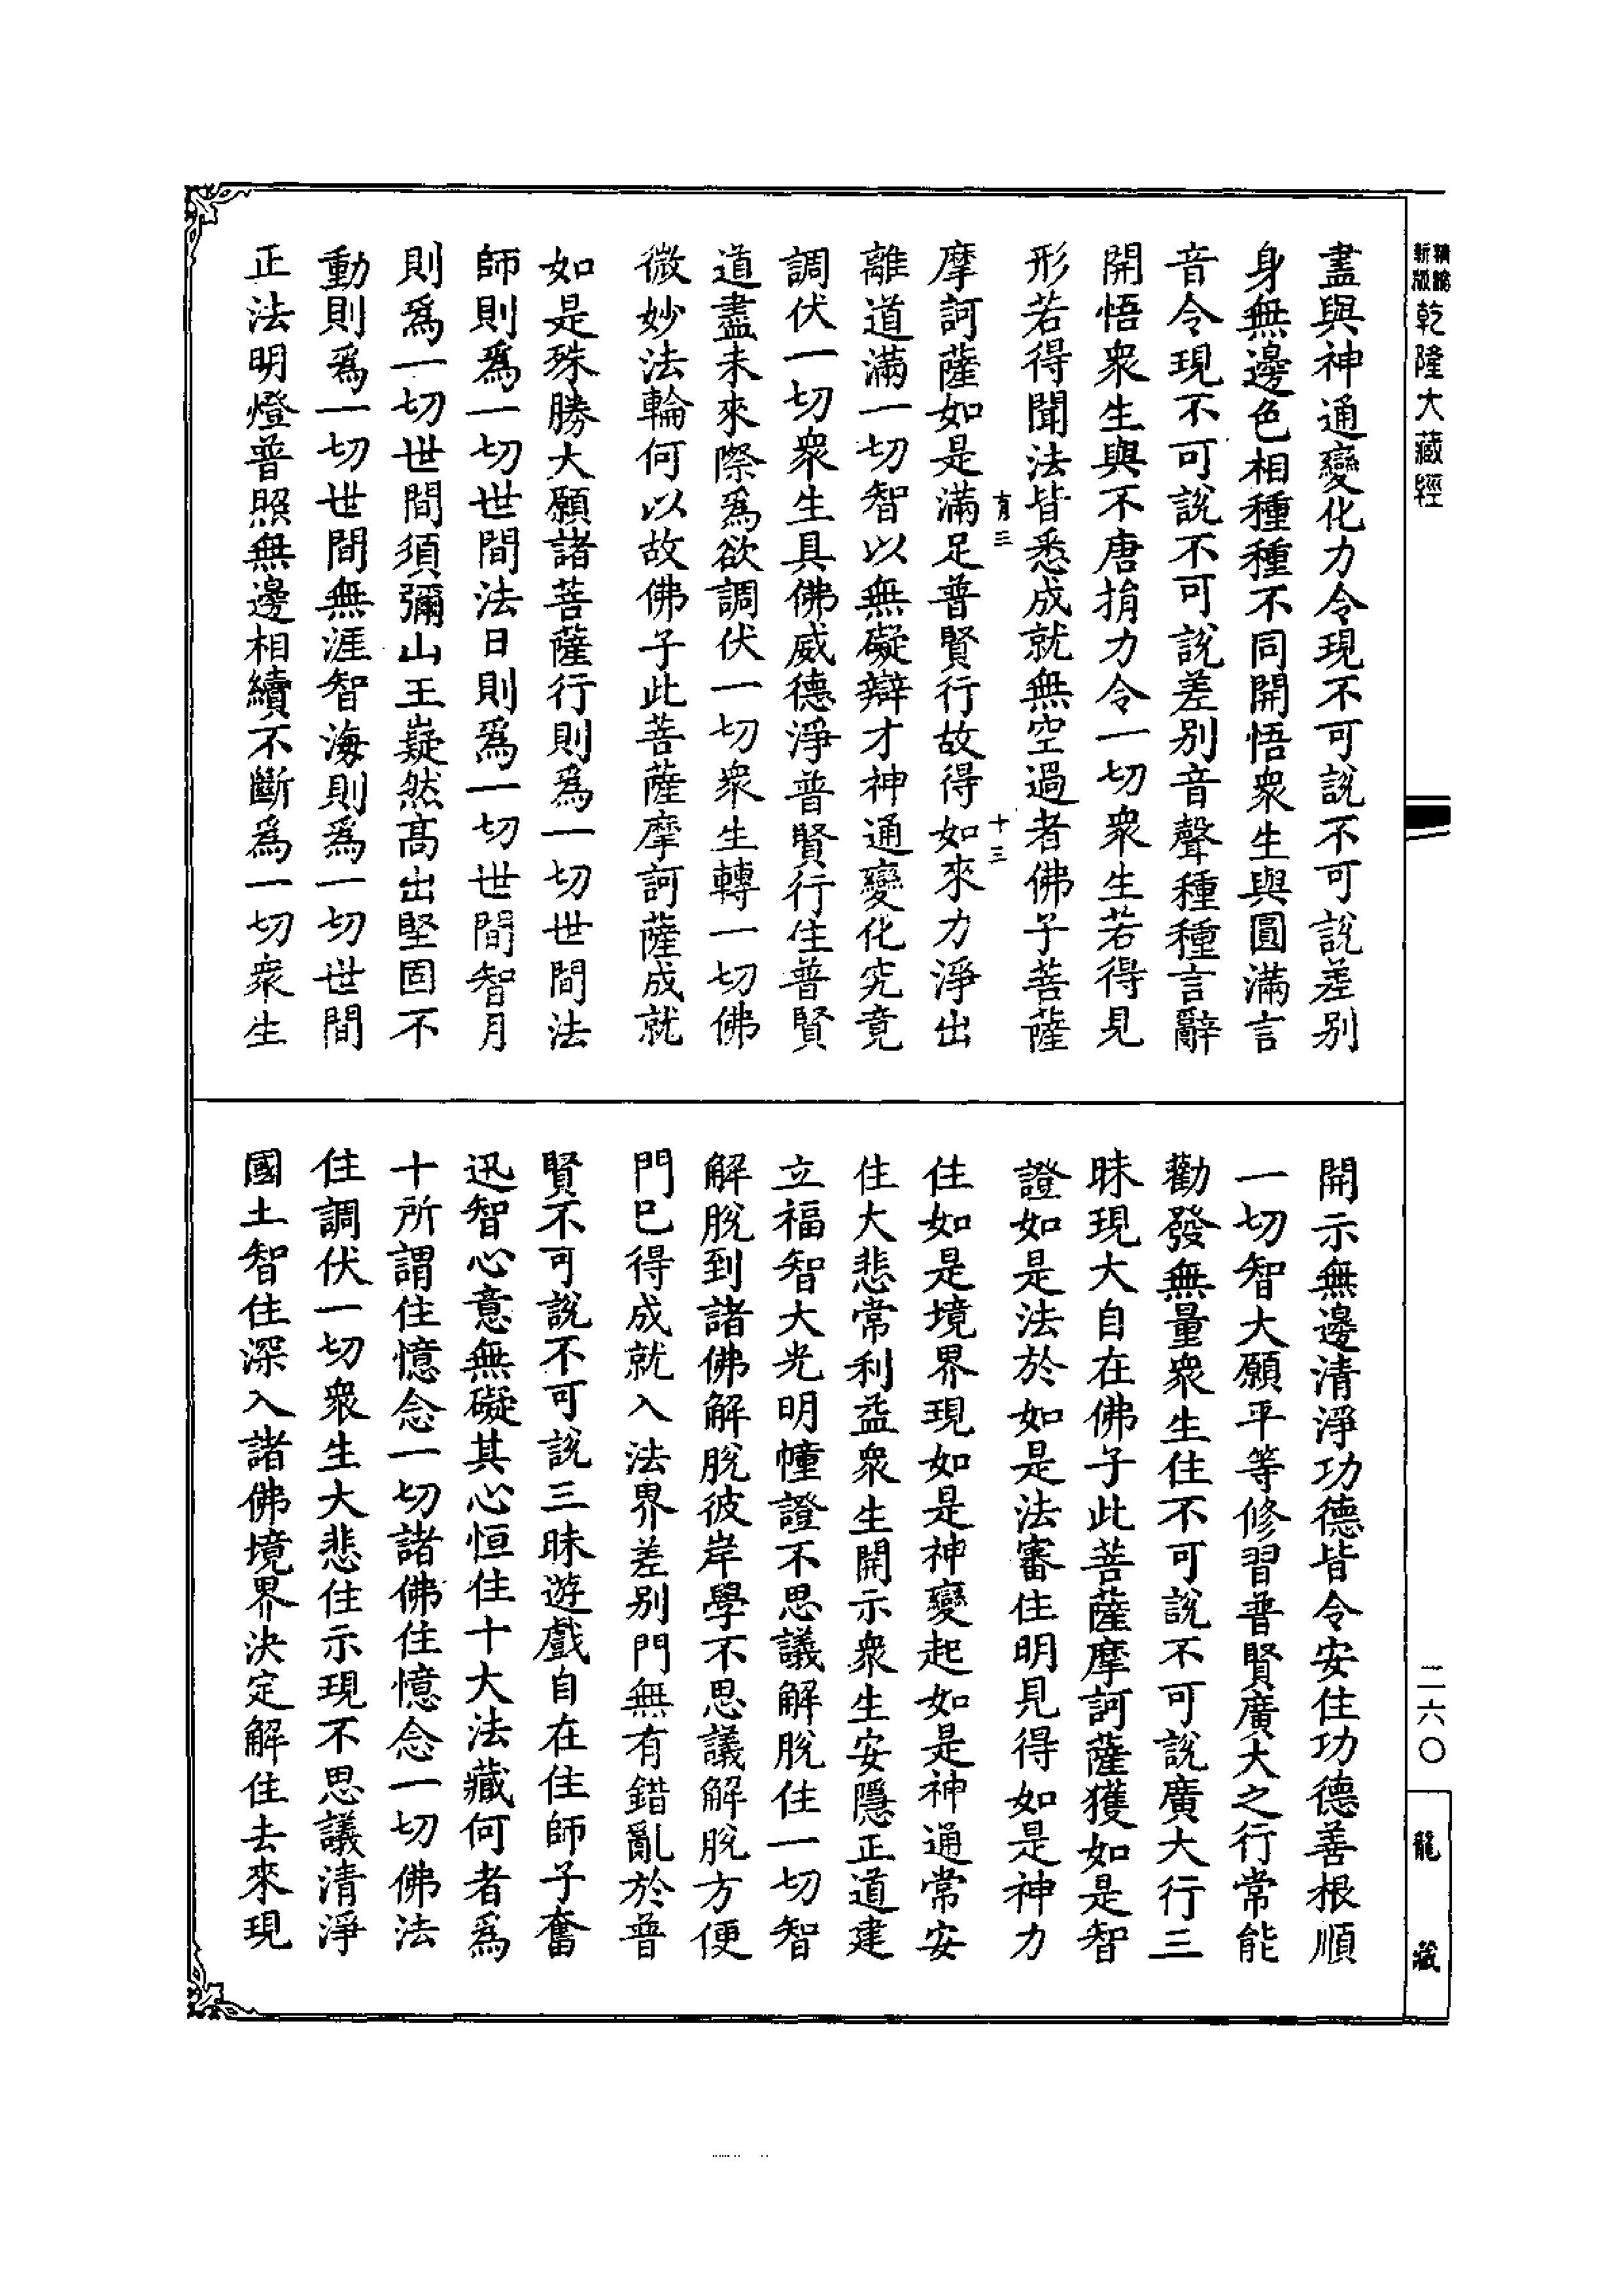 精縮
新版
乾隆大藏經
盡與神通變化力令現不可說不可說差别
身無邊色相種種不同開悟衆生與圓滿言
音令現不可說不可說差别音聲種種言辭
開悟衆生與不唐捐力令一切衆生若得見
形若得聞法皆悉成就無空過者佛子菩薩
有三
十三
摩訶薩如是滿足普賢行故得如來力淨出
離道滿一切智以無礙辯才神通變化究竟
調伏一切衆生具佛威德淨普賢行住普賢
道盡未來際爲欲調伏一切衆生轉一切佛
微妙法輪何以故佛子此菩薩摩訶薩成就
如是殊勝大願諸菩薩行則爲一切世間法
師則爲一切世間法日則爲一切世間智月
則爲一切世間須彌山王嶷然高出堅固不
動則爲一切世間無涯智海則爲一切世間
正法明燈普照無邊相續不斷爲一切衆生
開示無邊清淨功德皆令安住功德善根順
一切智大願平等修習普賢廣大之行常能
勸發無量衆生住不可說不可說廣大行三
昧現大自在佛子此菩薩摩訶薩獲如是智
證如是法於如是法審住明見得如是神力
住如是境界現如是神變起如是神通常安
住大悲常利益衆生開示衆生安隱正道建
立福智大光明幢證不思議解脫住一切智
解脫到諸佛解脫彼岸學不思議解脫方便
門巳得成就入法界差别門無有錯亂於普
賢不可說不可說三昧遊戲自在住師子奮
迅智心意無礙其心恒住十大法藏何者爲
十所謂住憶念一切諸佛住憶念一切佛法
住調伏一切衆生大悲住示現不思議清淨
國土智住深入諸佛境界決定解住去來現
二六〇
龍藏